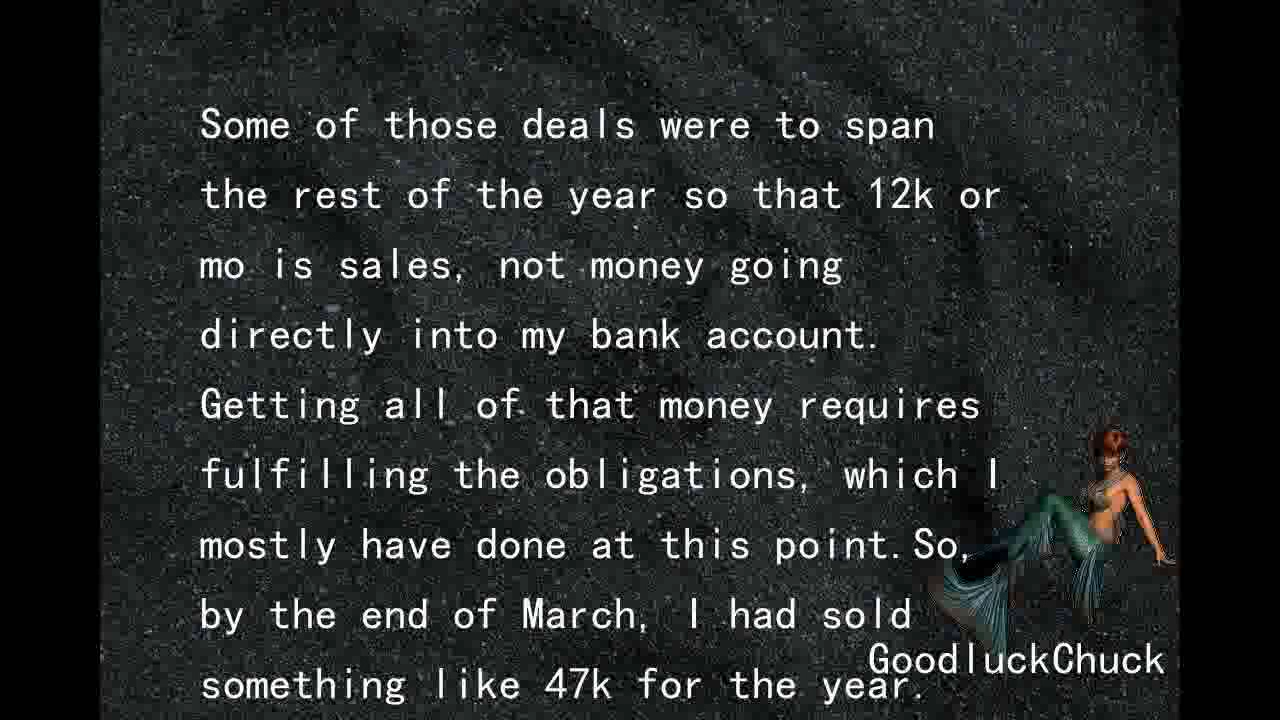 Some of those deals were to span
the rest of the year so that 12k or
mo is sales, not money going
directly into my bank account.
Getting all of that money requires
fulfilling the obligations, which I
mostly have done at this point.So,
by the end of March, I had sold
something like 47k for the year.
GoodluckChuck